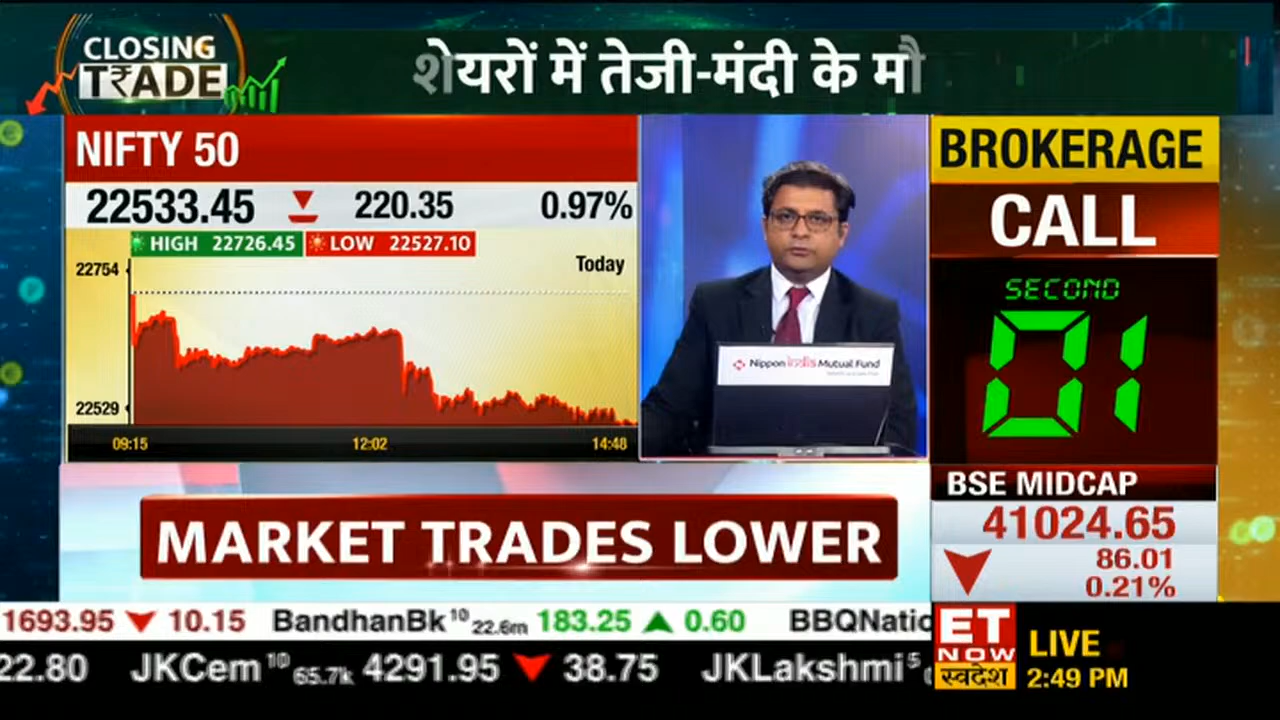 CLOSING
TR₹ADE
शेयरों में तेजी-मंदी के मौ
NIFTY 50
22533.45 220.35 0.97%
HIGH 22726.45 LOW 22527.10
Today
22754
22529
09:15 12:02 14:48
Nippon India Mutual Fund
BROKERAGE
CALL
SECOND
01
BSE MIDCAP
41024.65
86.01
0.21%
MARKET TRADES LOWER
1693.95 10.15 BandhanBk 10 22.6m 183.25 0.60 BBQNatio
22.80 JKCem 10 65.7k 4291.95 38.75 JKLakshmi 5
ET
NOW
स्वदेश
LIVE
2:49 PM